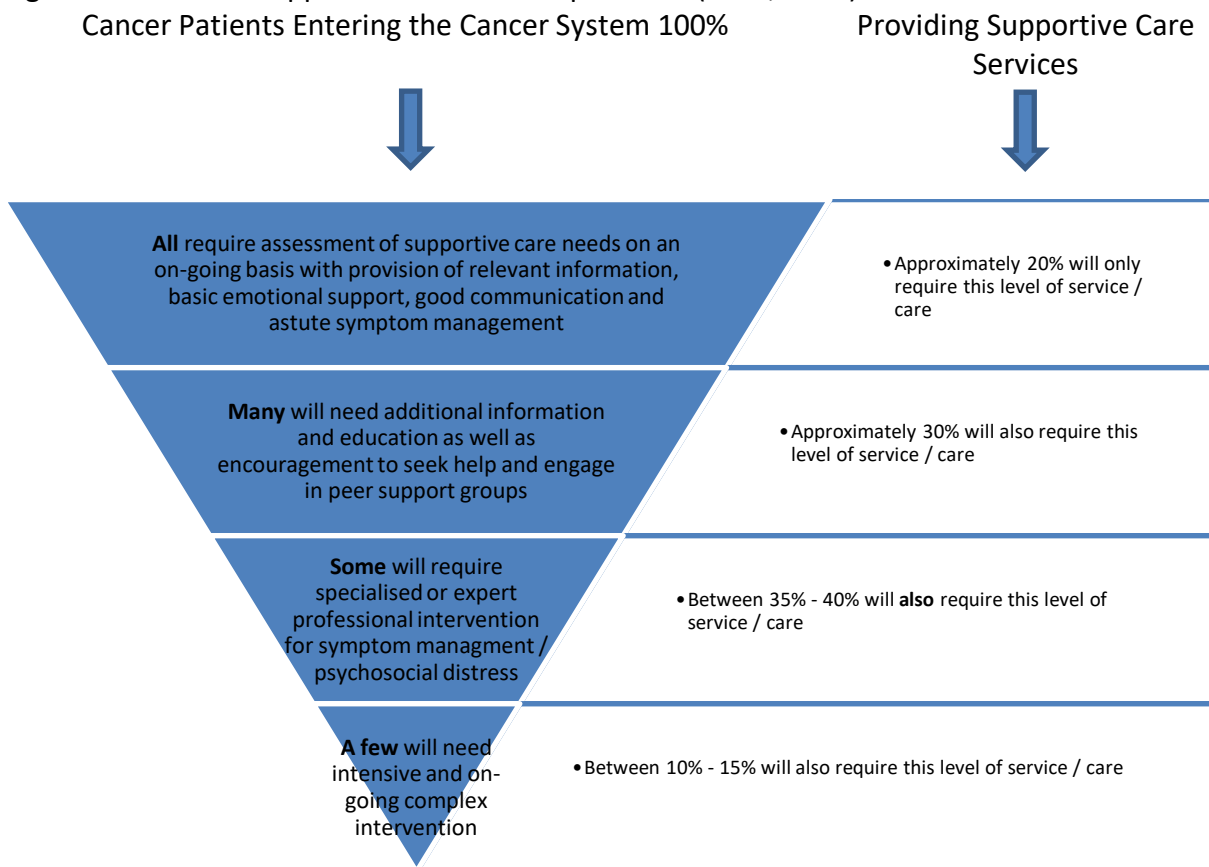 Cancer Patients Entering the Cancer System 100%
Providing Supportive Care
Services
All require assessment of supportive care needs on an
on-going basis with provision of relevant information,
basic emotional support, good communication and
astute symptom management
•Approximately 20% will only
require this level of service /
care
Many will need additional information
and education as well as
encouragement to seek help and engage
in peer support groups
•Approximately 30% will also require this
level of service / care
Some will require
specialised or expert
professional intervention
for symptom managment /
psychosocial distress
•Between 35% - 40% will also require this level of
service / care
A few will need
intensive and on-
going complex
intervention
•Between 10% - 15% will also require this level of service / care